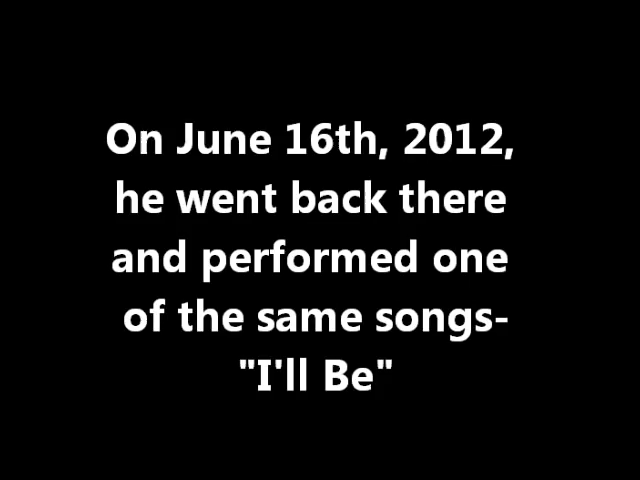 On June 16th, 2012,
he went back there
and performed one
of the same songs-
"I'll Be"